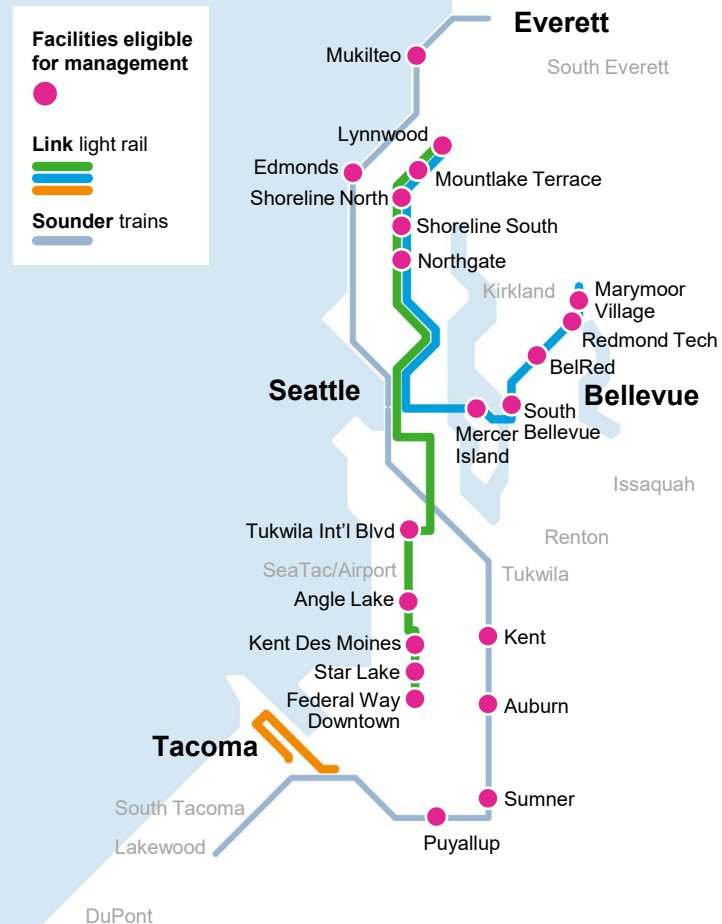 Facilities eligible
for management
Link light rail
Sounder trains
Everett
Mukilteo
South Everett
Lynnwood
Edmonds
Mountlake Terrace
Shoreline North
Shoreline South
Northgate
Kirkland
Marymoor
Village
Redmond Tech
BelRed
Seattle
Bellevue
South
Bellevue
Mercer
Island
Issaquah
Tukwila Int’l Blvd
Renton
SeaTac/Airport
Tukwila
Angle Lake
Kent Des Moines
Kent
Star Lake
Federal Way
Downtown
Auburn
Tacoma
Sumner
South Tacoma
Puyallup
Lakewood
DuPont